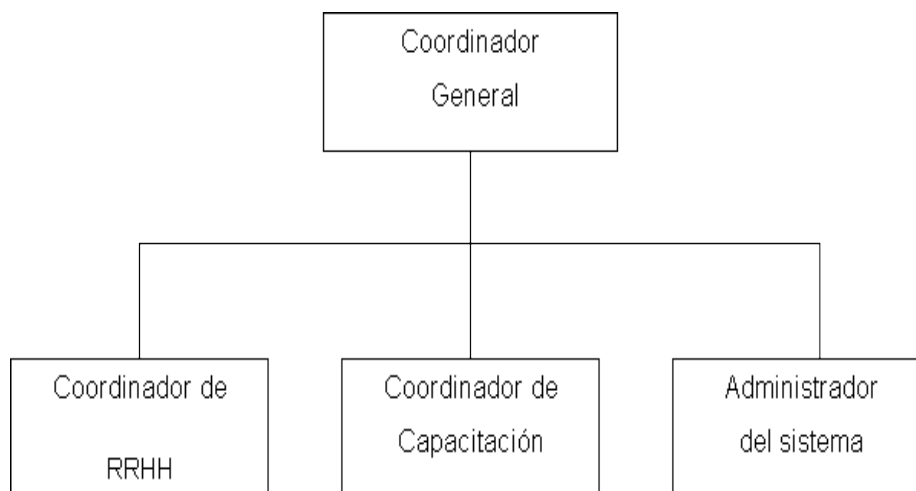 Coordinador
General
Coordinador de
RRHH
Coordinador de
Capacitación
Administrador
del sistema